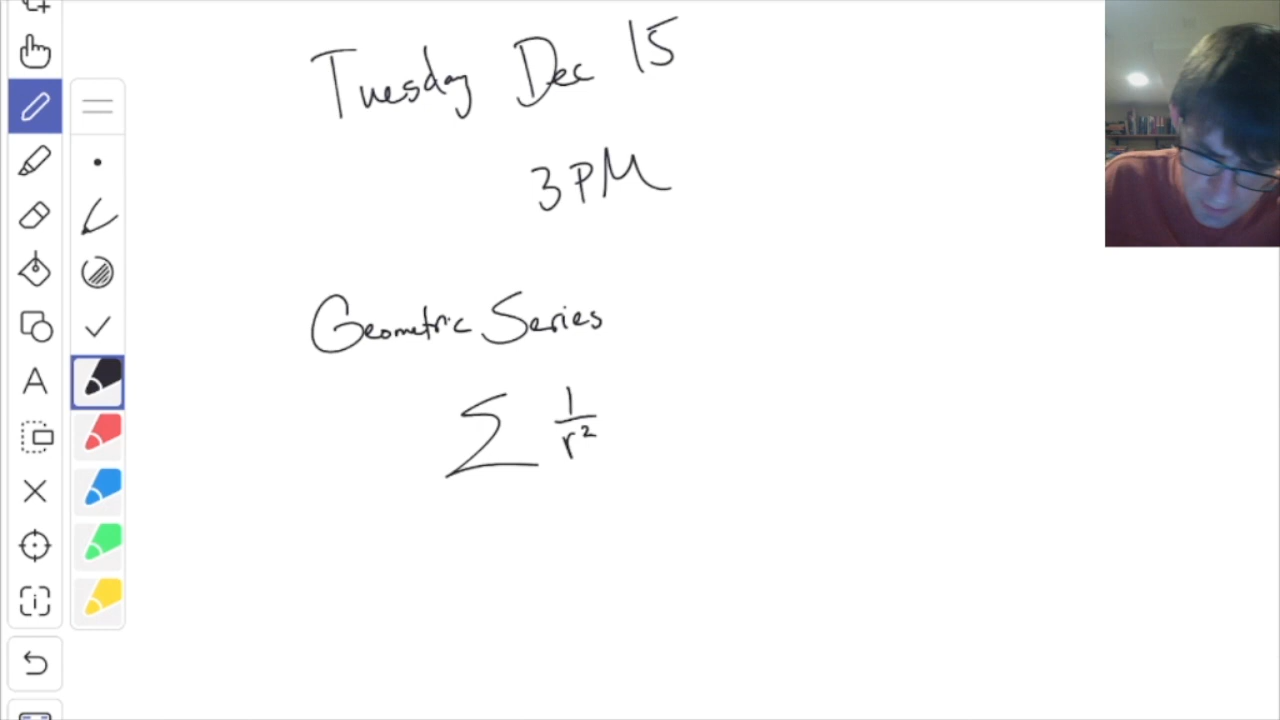 Tuesday Dec 15
3PM
Geometric Series
∑ 1/r²
A